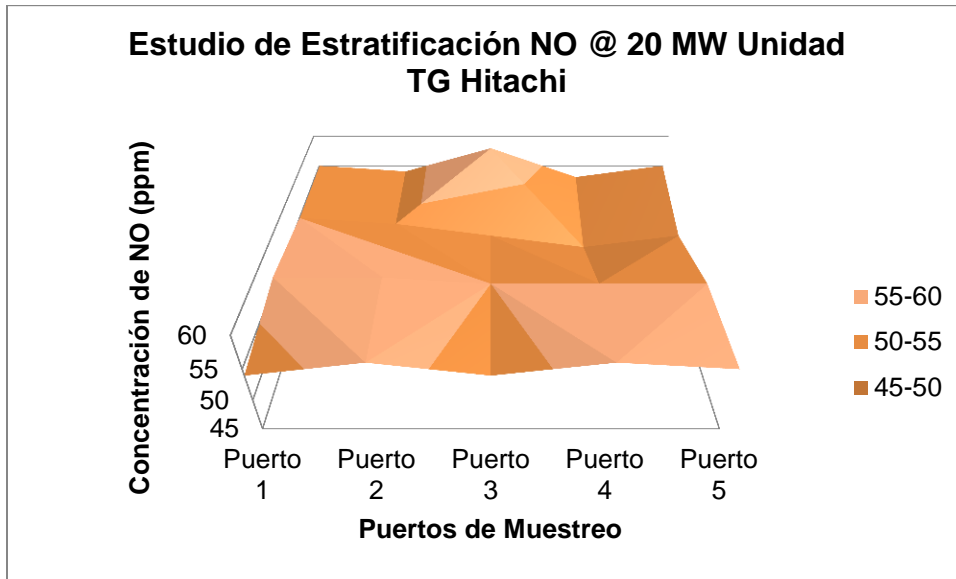 Estudio de Estratificación NO @ 20 MW Unidad
TG Hitachi
Concentración de NO (ppm)
60
55
50
45
Puerto
1
Puerto
2
Puerto
3
Puerto
4
Puerto
5
Puertos de Muestreo
55-60
50-55
45-50